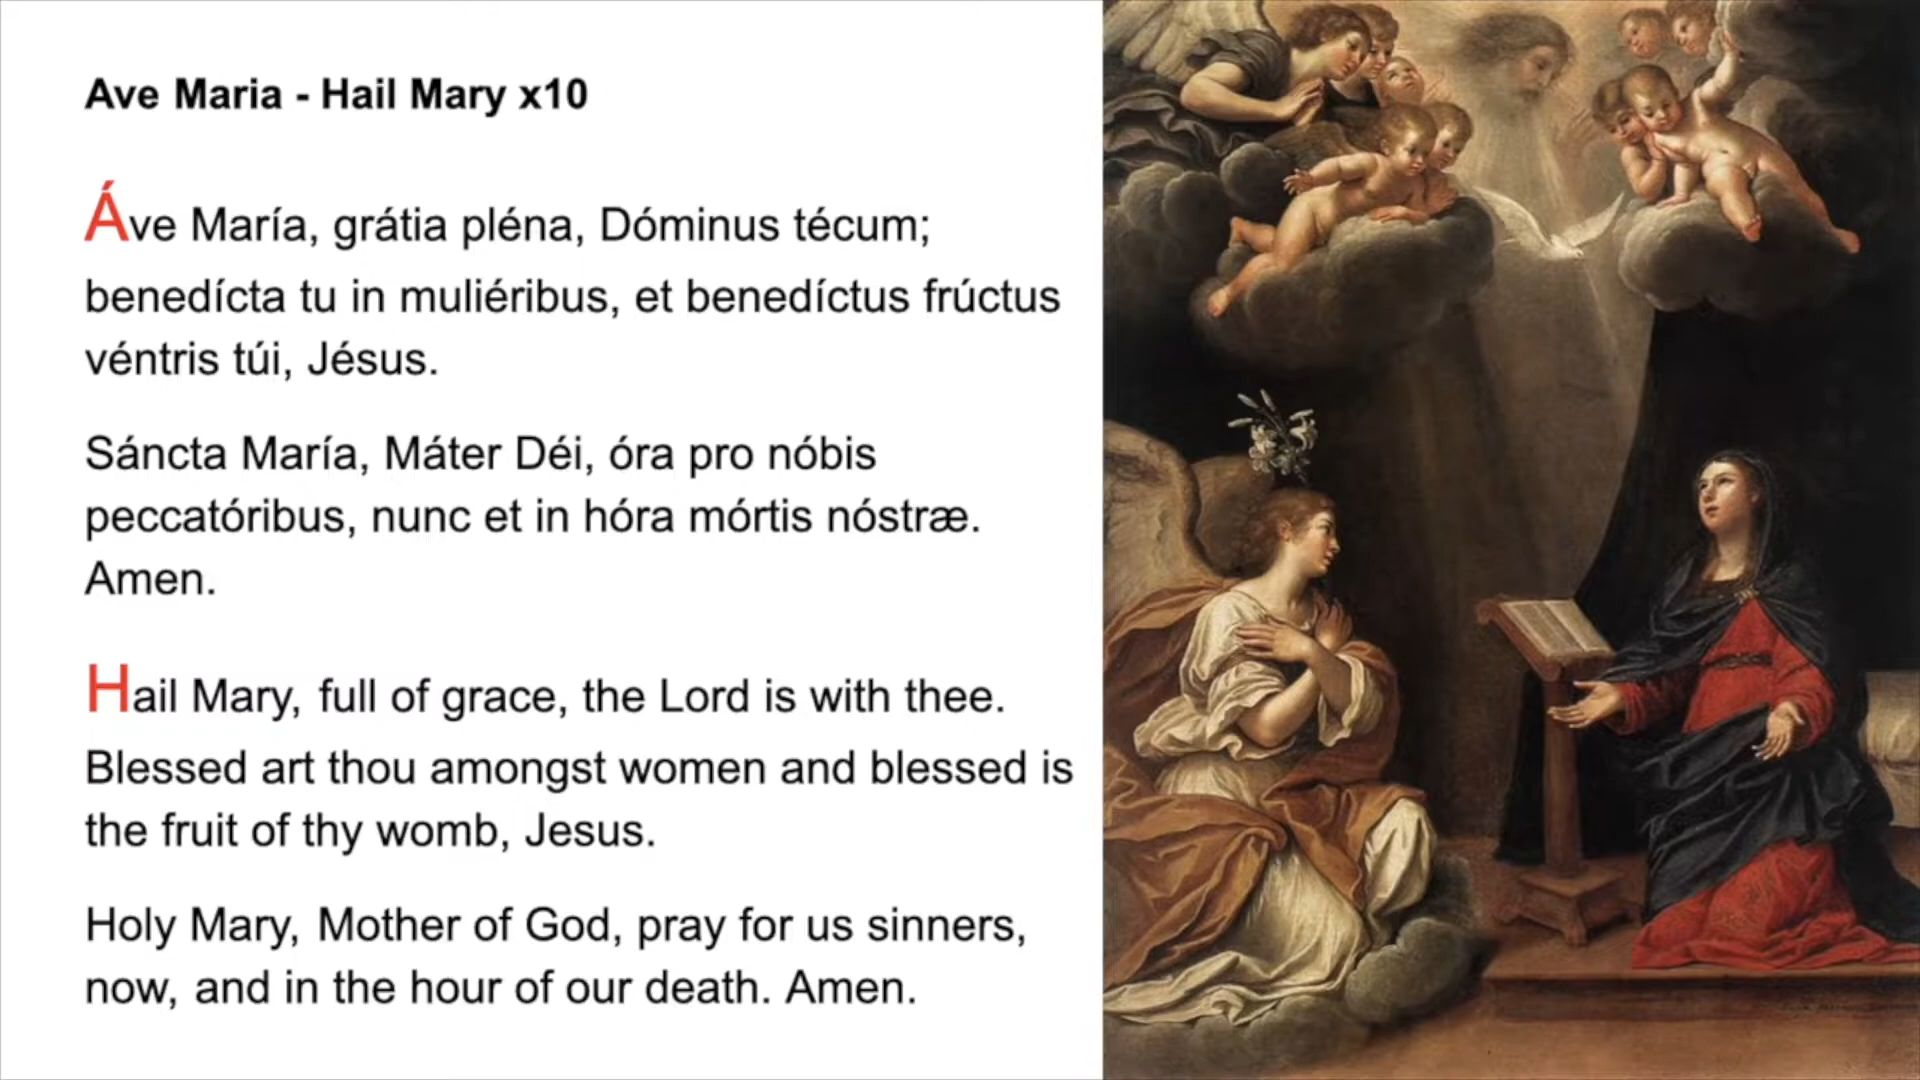 Ave Maria - Hail Mary x10
Áve María, grátia pléna, Dóminus técum;
benedícta tu in muliéribus, et benedíctus frúctus
véntris túi, Jésus.
Sáncta María, Máter Déi, óra pro nóbis
peccatóribus, nunc et in hóra mórtis nóstræ.
Amen.
Hail Mary, full of grace, the Lord is with thee.
Blessed art thou amongst women and blessed is
the fruit of thy womb, Jesus.
Holy Mary, Mother of God, pray for us sinners,
now, and in the hour of our death. Amen.